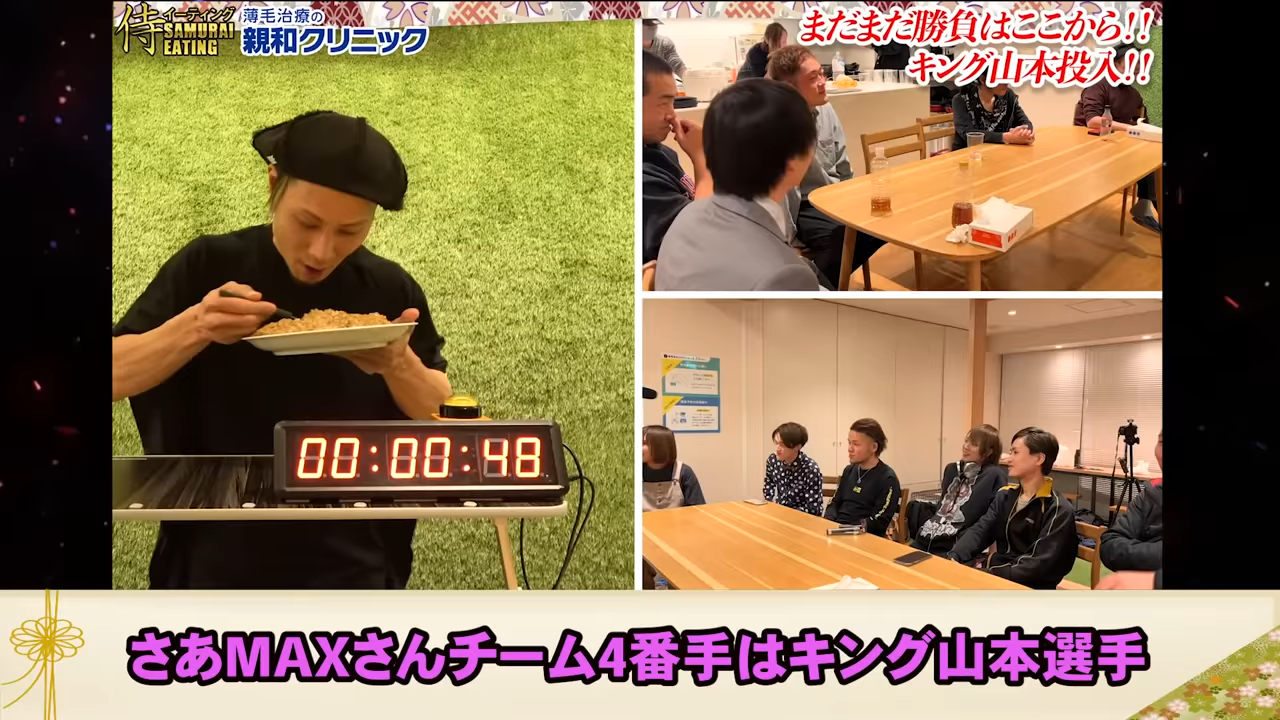 侍イーティング
SAMURAI
EATING
薄毛治療の
親和クリニック
まだまだ勝負はここから!!
キング山本投入!!
00:00:48
さあMAXさんチーム4番手はキング山本選手